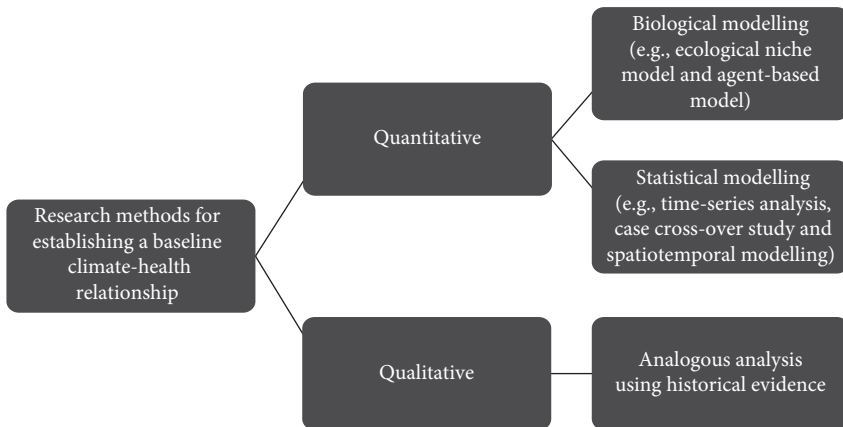 Research methods for
establishing a baseline
climate-health
relationship
Quantitative
Biological modelling
(e.g., ecological niche
model and agent-based
model)
Statistical modelling
(e.g., time-series analysis,
case cross-over study and
spatiotemporal modelling)
Qualitative
Analogous analysis
using historical evidence